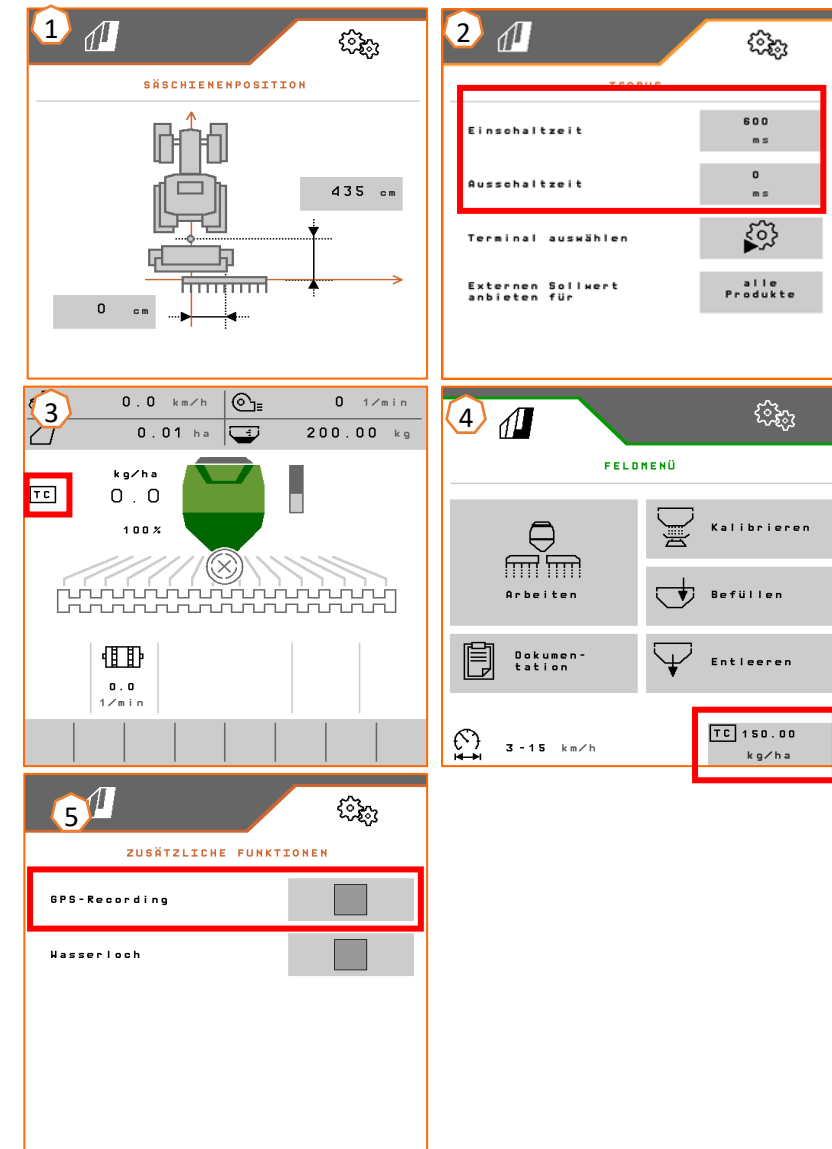 1
SÄSCHIENENPOSITION
435 cm
0 cm
2
ISOBUS
Einschaltzeit
600
ms
Ausschaltzeit
0
ms
Terminal auswählen
Externen Sollwert
anbieten für
alle
Produkte
3
0.0 km/h
0 1/min
0.01 ha
200.00 kg
TC
kg/ha
0.0
100%
0.0
1/min
4
FELDMENÜ
Arbeiten
Kalibrieren
Befüllen
Dokumen-
tation
Entleeren
3-15 km/h
TC 150.00
kg/ha
5
ZUSÄTZLICHE FUNKTIONEN
GPS-Recording
Wasserloch